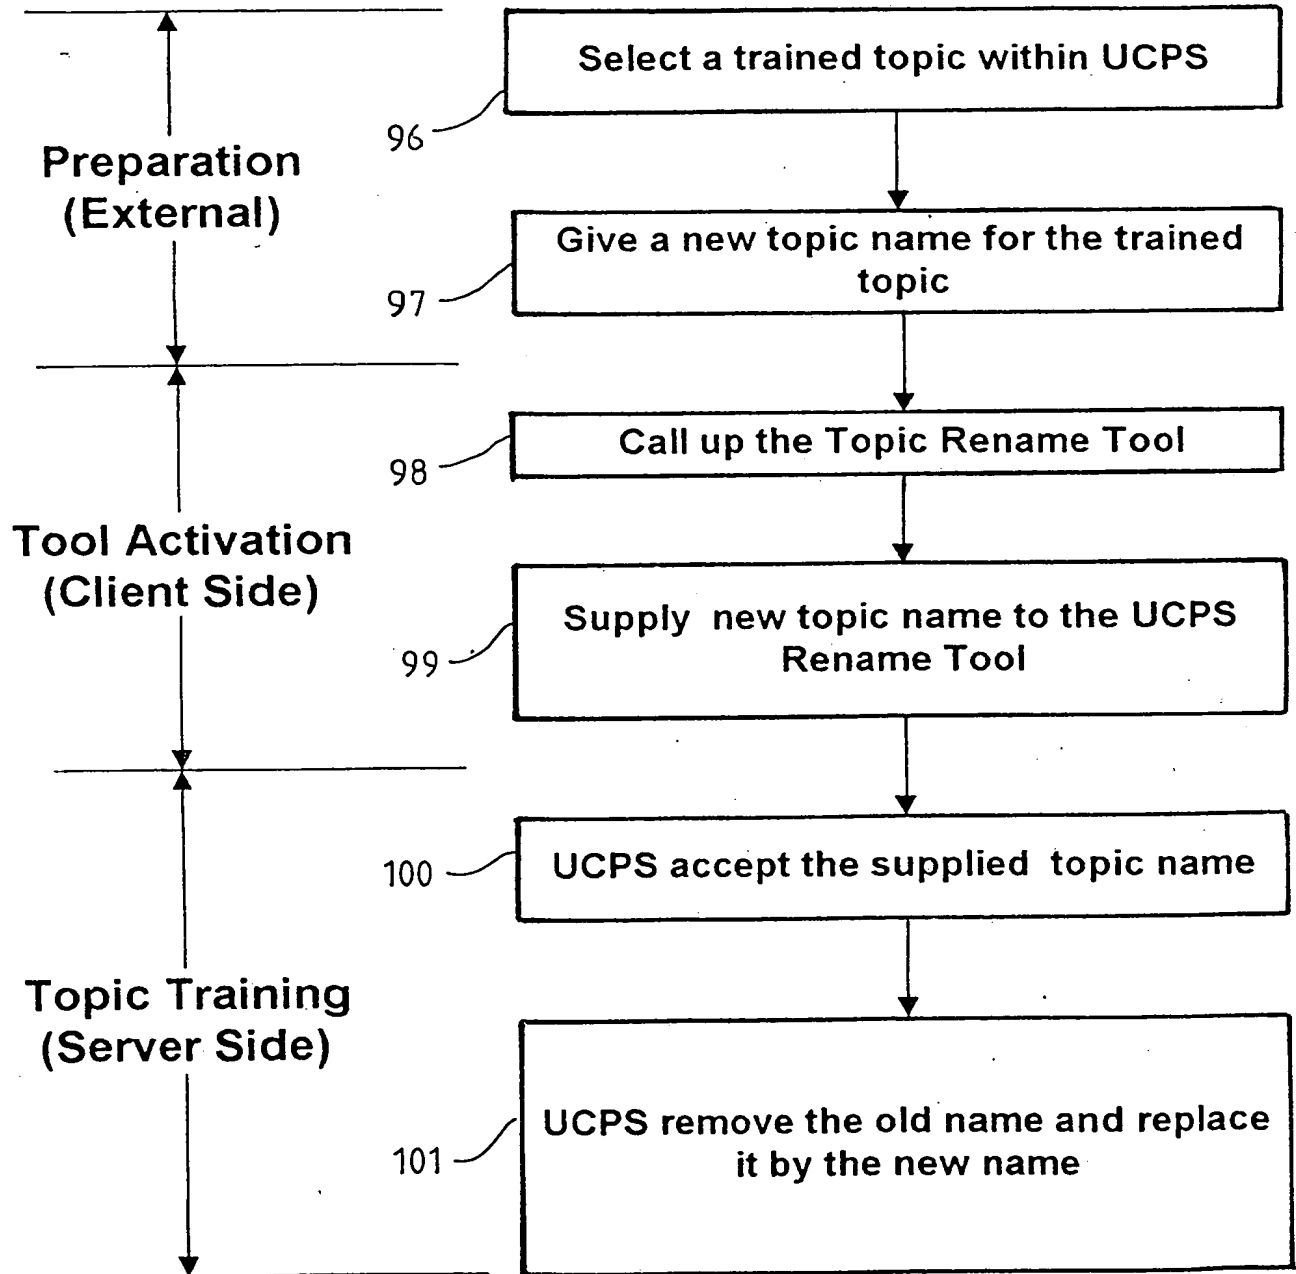 Select a trained topic within UCPS
96
Preparation
(External)
Give a new topic name for the trained
topic
97
Call up the Topic Rename Tool
98
Tool Activation
(Client Side)
Supply new topic name to the UCPS
Rename Tool
99
UCPS accept the supplied topic name
100
Topic Training
(Server Side)
UCPS remove the old name and replace
it by the new name
101